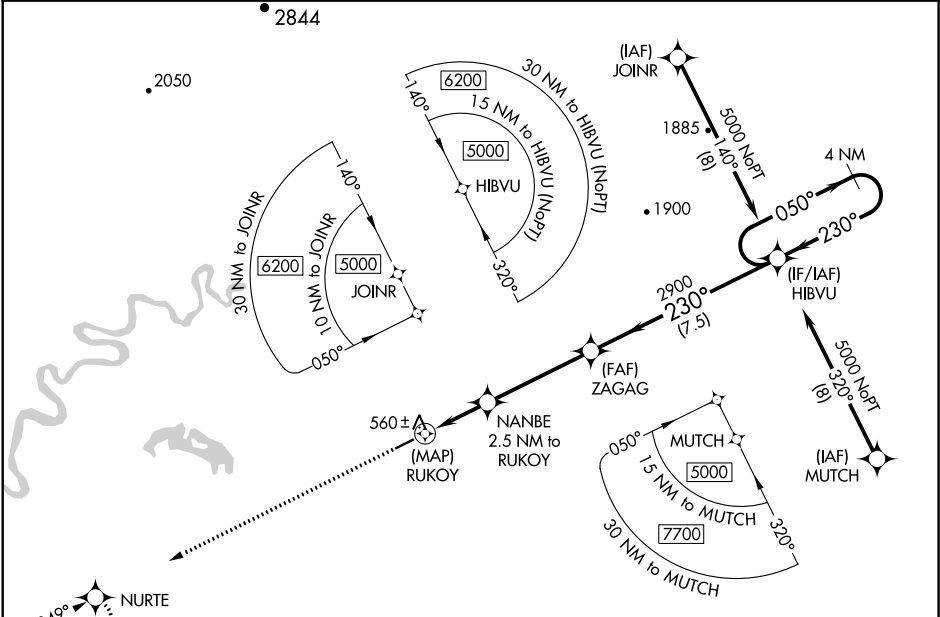 2844
2050
(IAF)
JOINR
5000 NoPT
140°
(8)
1885
4 NM
050°
230°
1900
(IF/IAF)
HIBVU
30 NM to HIBVU (NoPT)
6200
15 NM to HIBVU (NoPT)
5000
140°
HIBVU
320°
30 NM to JOINR
6200
10 NM to JOINR
5000
140°
JOINR
050°
2900
230°
(7.5)
(FAF)
ZAGAG
5000 NoPT
320°
(8)
(IAF)
MUTCH
560±
(MAP)
RUKOY
NANBE
2.5 NM to
RUKOY
050°
MUTCH
5000
15 NM to MUTCH
320°
7700
30 NM to MUTCH
NURTE